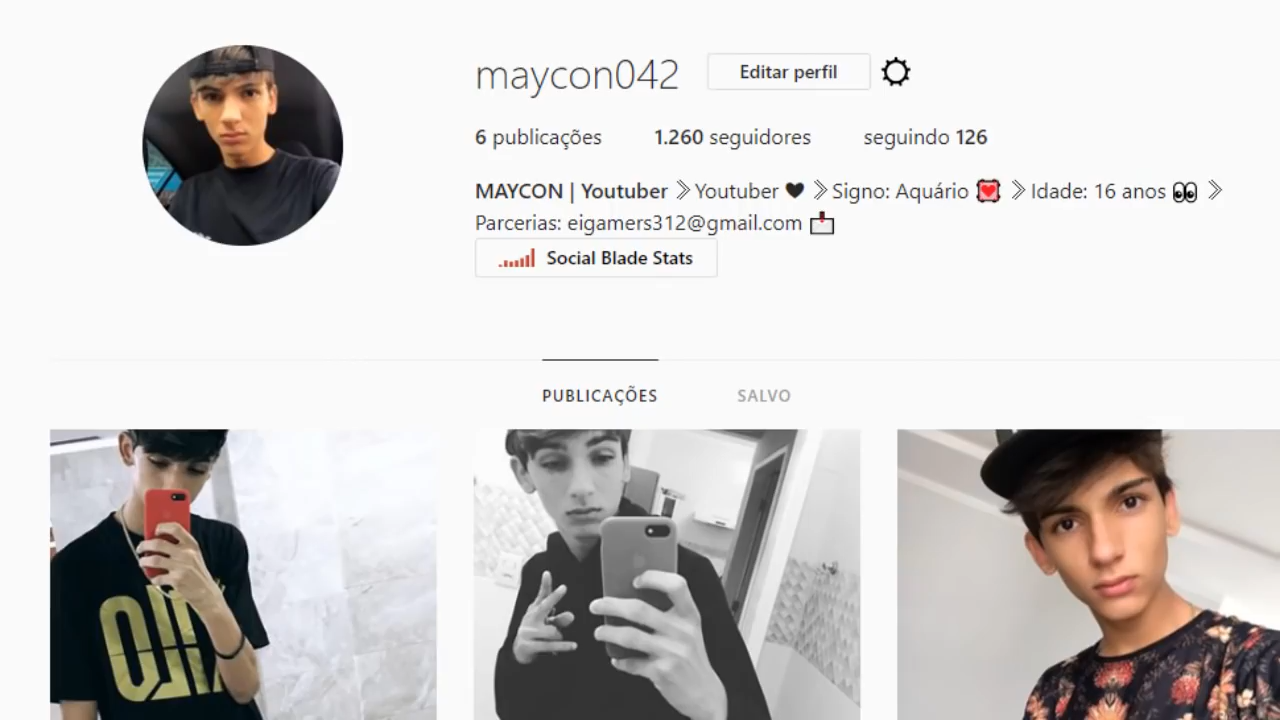 maycon042 Editar perfil
6 publicações 1.260 seguidores seguindo 126
MAYCON | Youtuber ⪢ Youtuber 🖤 ⪢ Signo: Aquário 💟 ⪢ Idade: 16 anos 👀 ⪢
Parcerias: eigamers312@gmail.com 📩
Social Blade Stats
PUBLICAÇÕES SALVO